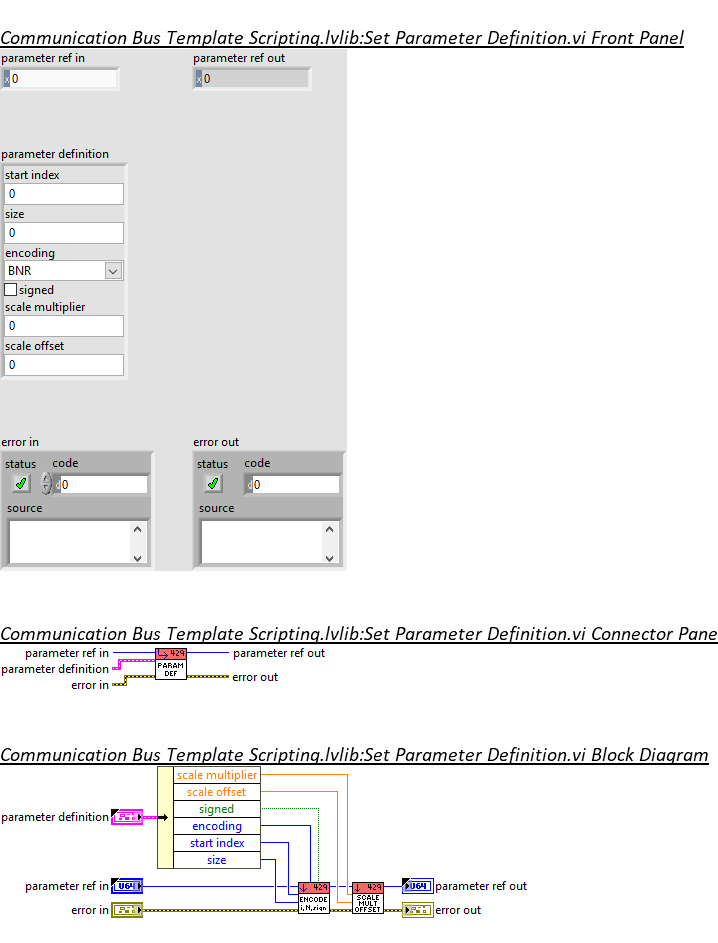 Communication Bus Template Scripting.lvlib:Set Parameter Definition.vi Front Panel
parameter ref in
parameter ref out
x 0
x 0
parameter definition
start index
0
size
0
encoding
BNR
signed
scale multiplier
0
scale offset
0
error in
error out
status code
status code
d 0
d 0
source
source
Communication Bus Template Scripting.lvlib:Set Parameter Definition.vi Connector Pane
parameter ref in
429
parameter ref out
parameter definition
PARAM
DEF
error in
error out
Communication Bus Template Scripting.lvlib:Set Parameter Definition.vi Block Diagram
scale multiplier
scale offset
signed
parameter definition
encoding
start index
size
parameter ref in
U64
429
429
U64
parameter ref out
ENCODE
i,N,sign
SCALE
MULT
OFFSET
error in
error out